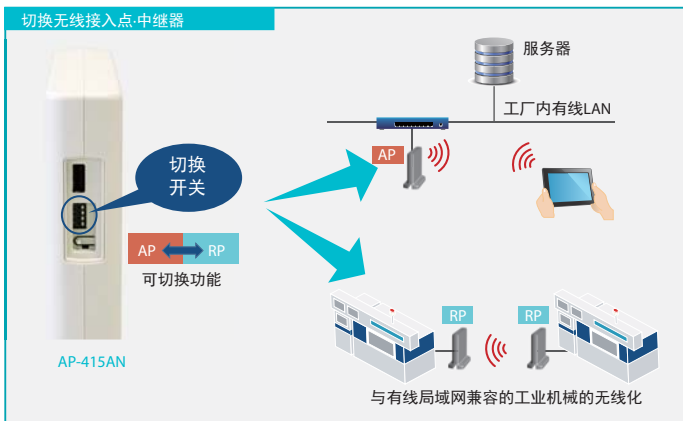 切换无线接入点·中继器
服务器
工厂内有线LAN
AP
切换
开关
AP RP
可切换功能
AP-415AN
RP RP
与有线局域网兼容的工业机械的无线化